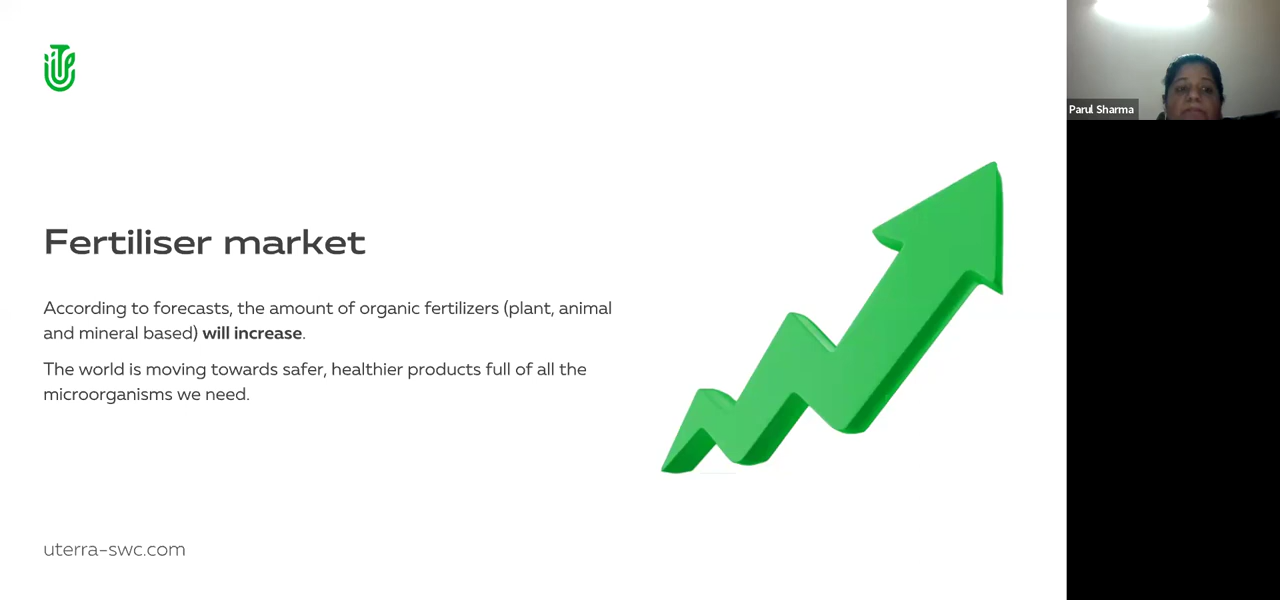 Fertiliser market
According to forecasts, the amount of organic fertilizers (plant, animal
and mineral based) will increase.
The world is moving towards safer, healthier products full of all the
microorganisms we need.
uterra-swc.com
Parul Sharma